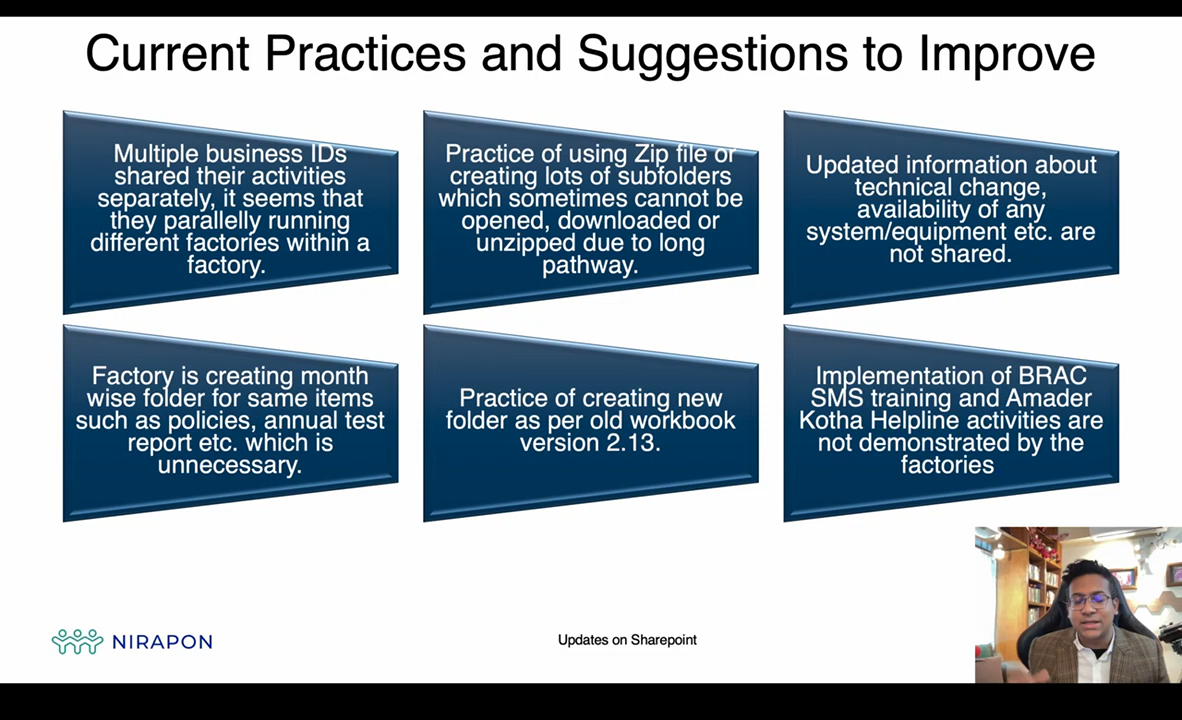 Current Practices and Suggestions to Improve
Multiple business IDs
shared their activities
separately, it seems that
they parallelly running
different factories within a
factory.
Practice of using Zip file or
creating lots of subfolders
which sometimes cannot be
opened, downloaded or
unzipped due to long
pathway.
Updated information about
technical change,
availability of any
system/equipment etc. are
not shared.
Factory is creating month
wise folder for same items
such as policies, annual test
report etc. which is
unnecessary.
Practice of creating new
folder as per old workbook
version 2.13.
Implementation of BRAC
SMS training and Amader
Kotha Helpline activities are
not demonstrated by the
factories
NIRAPON
Updates on Sharepoint